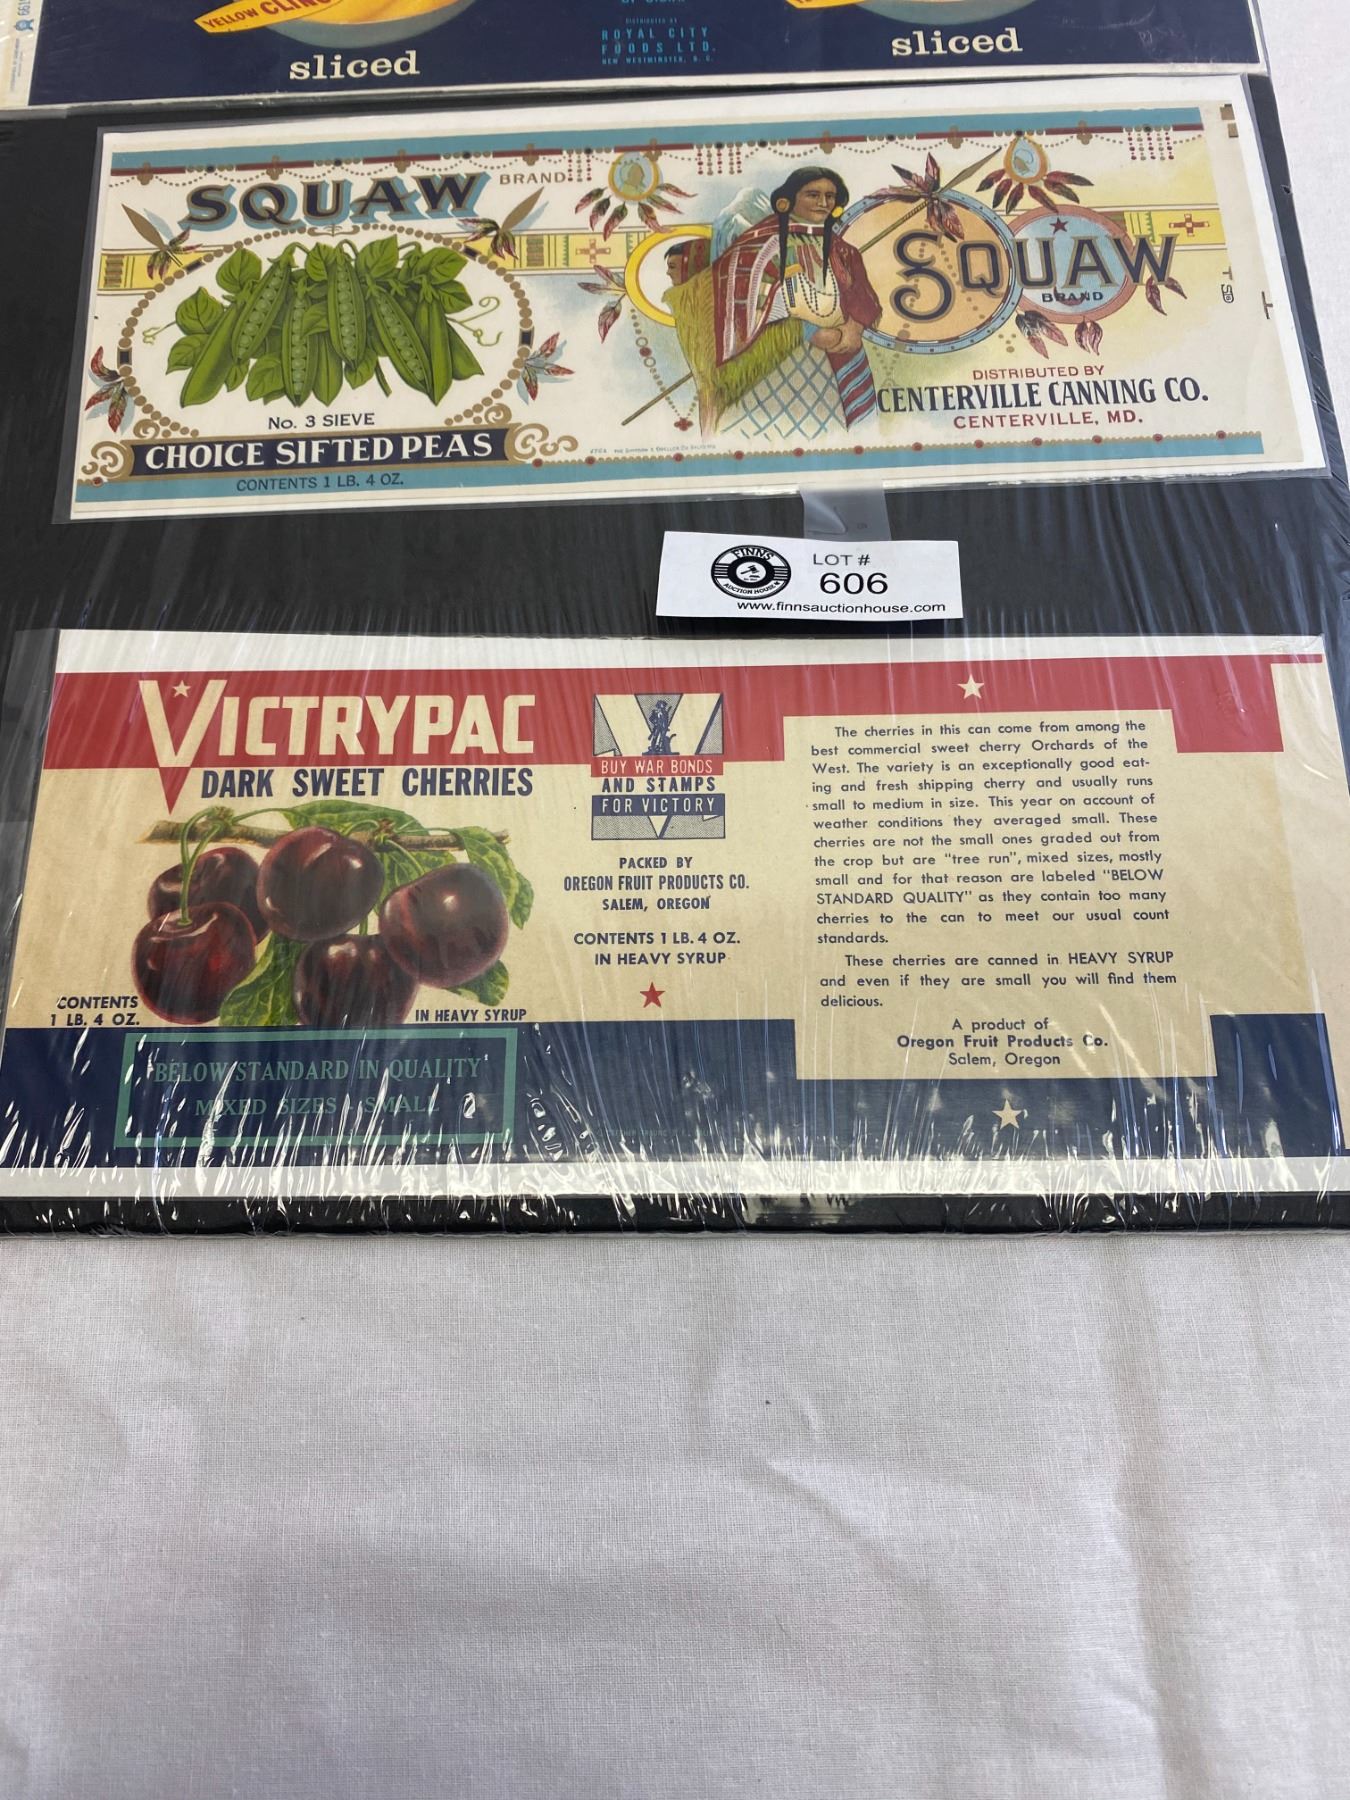 YELLOW CLING
sliced
DISTRIBUTED BY
ROYAL CITY
FOODS LTD.
NEW WESTMINSTER, B. C.
sliced
SQUAW BRAND
No. 3 SIEVE
CHOICE SIFTED PEAS
CONTENTS 1 LB. 4 OZ.
SQUAW
BRAND
DISTRIBUTED BY
CENTERVILLE CANNING CO.
CENTERVILLE, MD.
FINNS
AUCTION HOUSE
LOT #
606
www.finnsauctionhouse.com
VICTRYPAC
DARK SWEET CHERRIES
CONTENTS
1 LB. 4 OZ.
IN HEAVY SYRUP
BELOW STANDARD IN QUALITY
MIXED SIZES - SMALL
BUY WAR BONDS
AND STAMPS
FOR VICTORY
PACKED BY
OREGON FRUIT PRODUCTS CO.
SALEM, OREGON
CONTENTS 1 LB. 4 OZ.
IN HEAVY SYRUP
The cherries in this can come from among the
best commercial sweet cherry Orchards of the
West. The variety is an exceptionally good eat-
ing and fresh shipping cherry and usually runs
small to medium in size. This year on account of
weather conditions they averaged small. These
cherries are not the small ones graded out from
the crop but are "tree run", mixed sizes, mostly
small and for that reason are labeled "BELOW
STANDARD QUALITY" as they contain too many
cherries to the can to meet our usual count
standards.
These cherries are canned in HEAVY SYRUP
and even if they are small you will find them
delicious.
A product of
Oregon Fruit Products Co.
Salem, Oregon